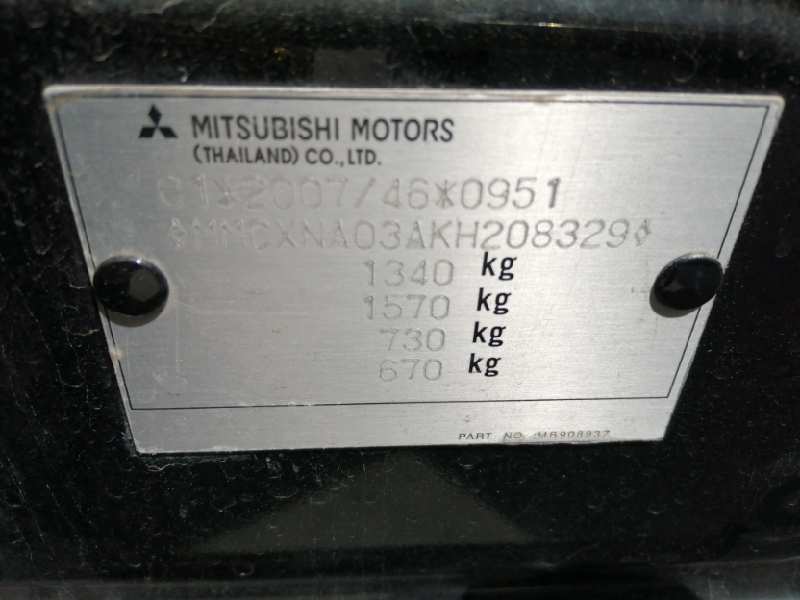 MITSUBISHI MOTORS
(THAILAND) CO.,LTD.
e1*2007/46*0951
MMCXNA03AKH208329
1340 kg
1570 kg
730 kg
670 kg
PART NO. MB908937